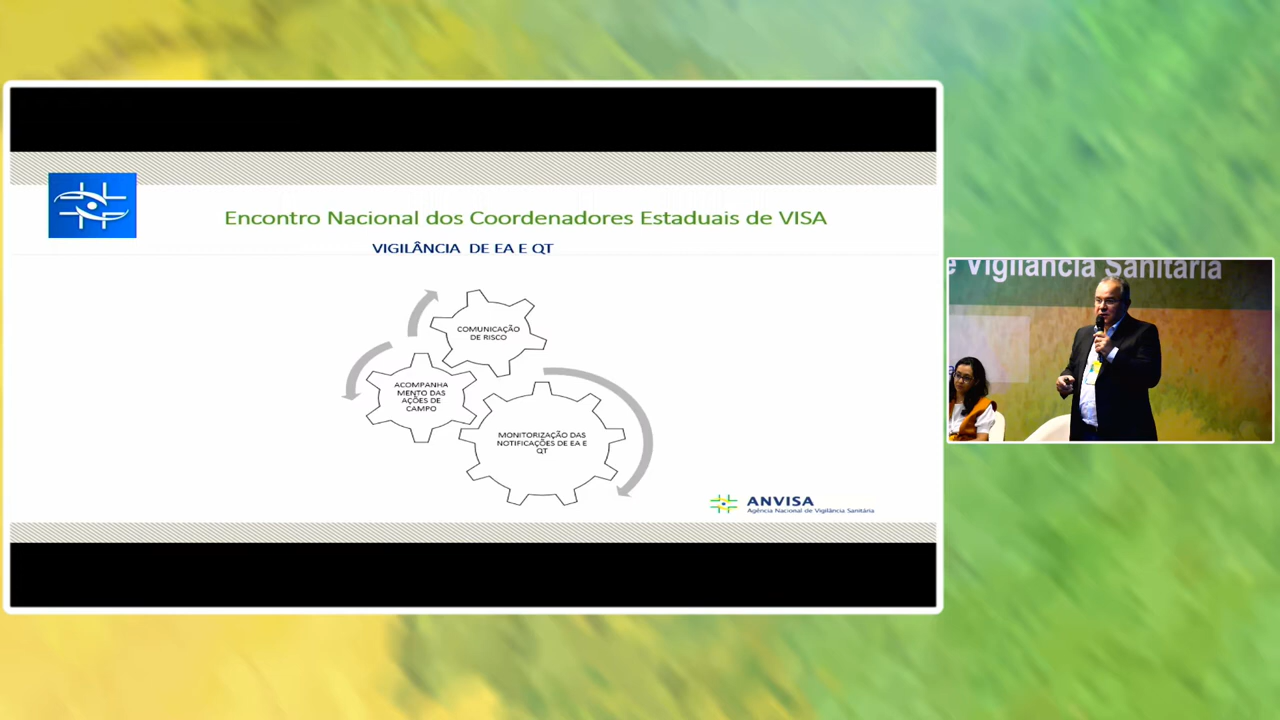 Encontro Nacional dos Coordenadores Estaduais de VISA
VIGILÂNCIA DE EA E QT
COMUNICAÇÃO
DE RISCO
ACOMPANHA
MENTO DAS
AÇÕES DE
CAMPO
MONITORIZAÇÃO DAS
NOTIFICAÇÕES DE EA E
QT
ANVISA
Agência Nacional de Vigilância Sanitária
e Vigilância Sanitária